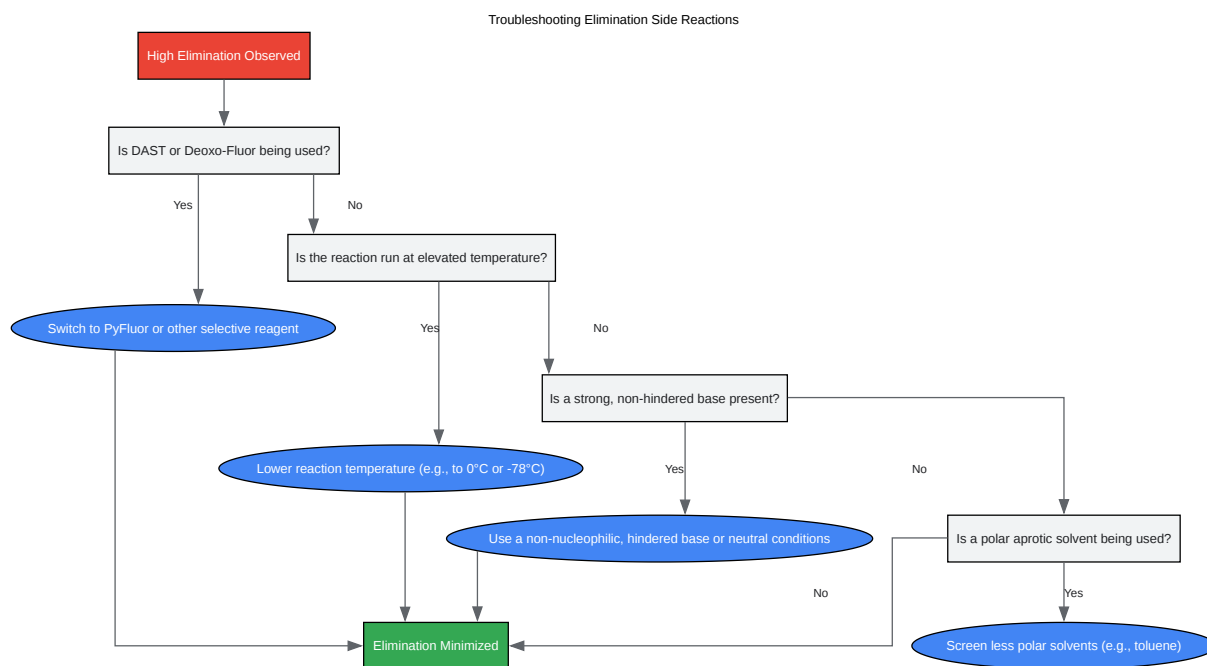 Troubleshooting Elimination Side Reactions
High Elimination Observed
Is DAST or Deoxo-Fluor being used?
Yes
No
Is the reaction run at elevated temperature?
Switch to PyFluor or other selective reagent
Yes
No
Is a strong, non-hindered base present?
Lower reaction temperature (e.g., to 0°C or -78°C)
Yes
No
Use a non-nucleophilic, hindered base or neutral conditions
Is a polar aprotic solvent being used?
No
Yes
Elimination Minimized
Screen less polar solvents (e.g., toluene)